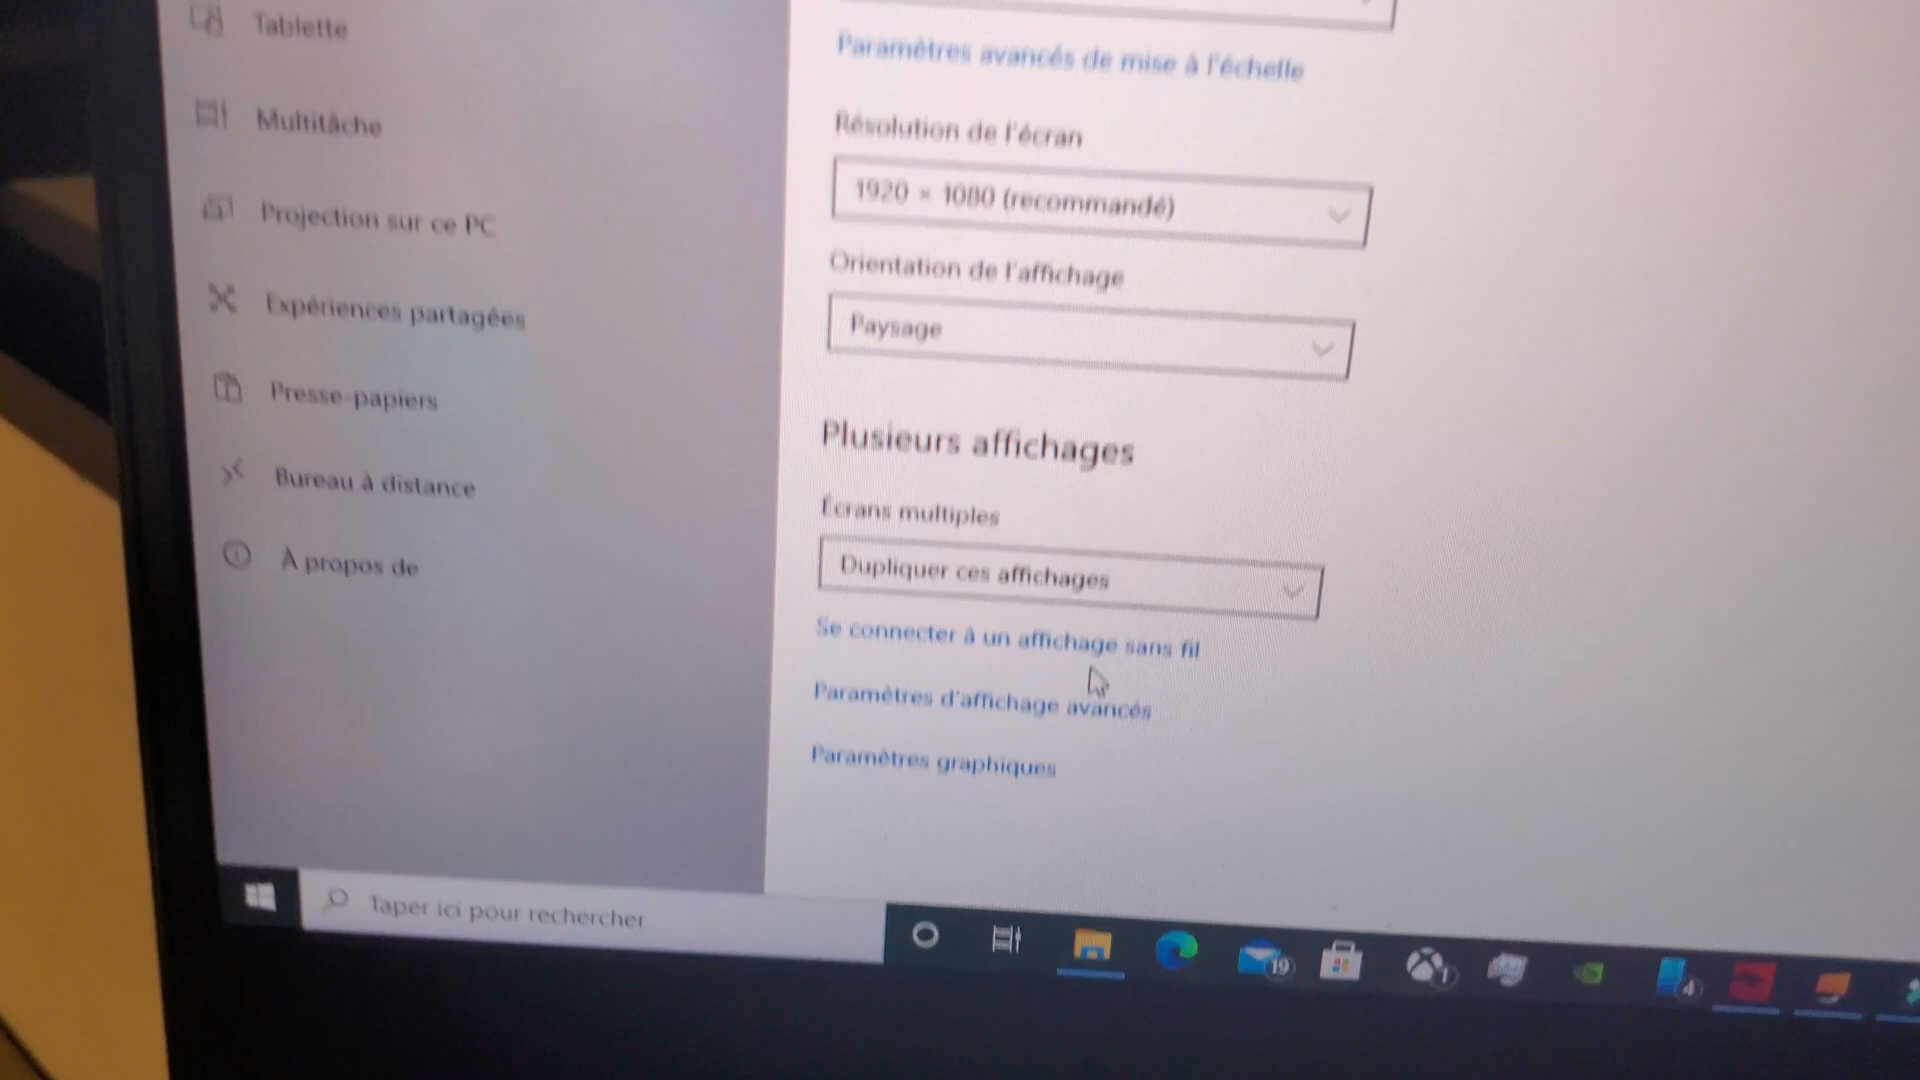 Tablette
Multitâche
Projection sur ce PC
Expériences partagées
Presse-papiers
Bureau à distance
À propos de
Paramètres avancés de mise à l'échelle
Résolution de l'écran
1920 × 1080 (recommandé)
Orientation de l'affichage
Paysage
Plusieurs affichages
Écrans multiples
Dupliquer ces affichages
Se connecter à un affichage sans fil
Paramètres d'affichage avancés
Paramètres graphiques
Taper ici pour rechercher
19
1
4